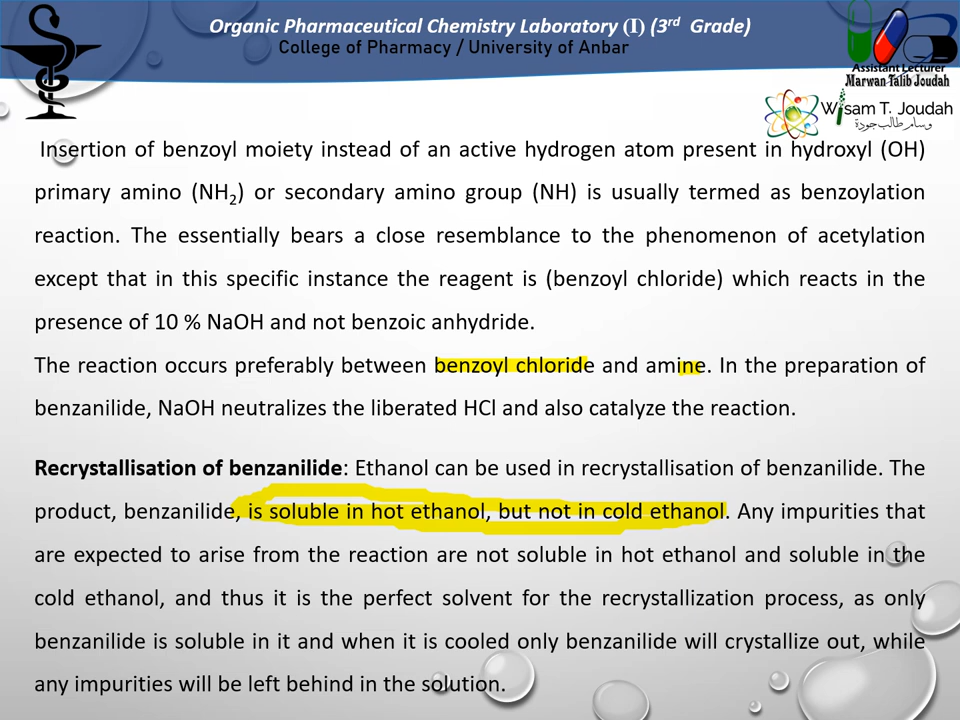 Organic Pharmaceutical Chemistry Laboratory (I) (3rd Grade)
College of Pharmacy / University of Anbar
Assistant Lecturer
Marwan Talib Joudah
Wisam T. Joudah
وسام طالب جودة
Insertion of benzoyl moiety instead of an active hydrogen atom present in hydroxyl (OH)
primary amino (NH2) or secondary amino group (NH) is usually termed as benzoylation
reaction. The essentially bears a close resemblance to the phenomenon of acetylation
except that in this specific instance the reagent is (benzoyl chloride) which reacts in the
presence of 10 % NaOH and not benzoic anhydride.
The reaction occurs preferably between benzoyl chloride and amine. In the preparation of
benzanilide, NaOH neutralizes the liberated HCl and also catalyze the reaction.
Recrystallisation of benzanilide: Ethanol can be used in recrystallisation of benzanilide. The
product, benzanilide, is soluble in hot ethanol, but not in cold ethanol. Any impurities that
are expected to arise from the reaction are not soluble in hot ethanol and soluble in the
cold ethanol, and thus it is the perfect solvent for the recrystallization process, as only
benzanilide is soluble in it and when it is cooled only benzanilide will crystallize out, while
any impurities will be left behind in the solution.